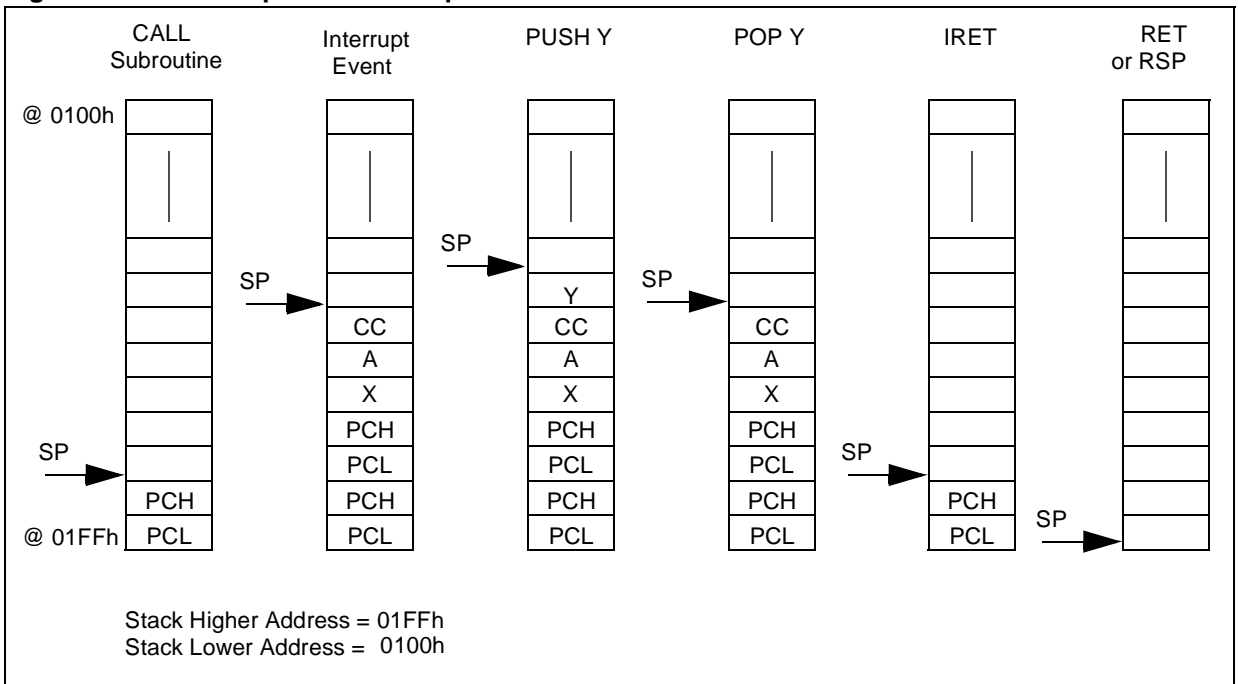 CALL
Subroutine
Interrupt
Event
PUSH Y
POP Y
IRET
RET
or RSP
@ 0100h
SP
SP
SP
Y
CC
CC
CC
A
A
A
X
X
X
PCH
PCH
PCH
SP
SP
PCL
PCL
PCL
PCH
PCH
PCH
PCH
PCH
SP
@ 01FFh
PCL
PCL
PCL
PCL
PCL
Stack Higher Address = 01FFh
Stack Lower Address = 0100h